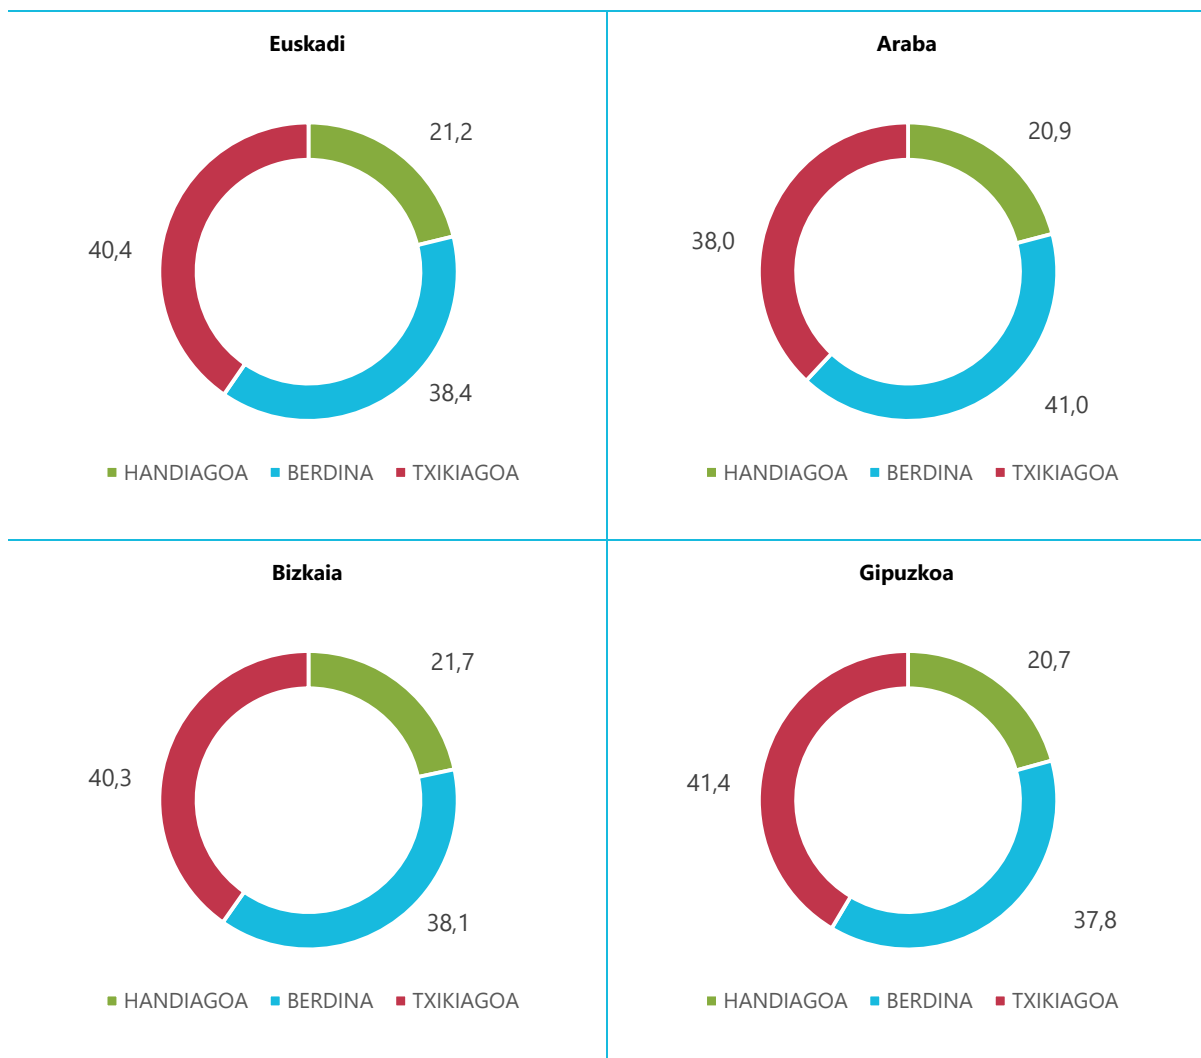 Euskadi
21,2
40,4
38,4
HANDIAGOA BERDINA TXIKIAGOA
Araba
20,9
38,0
41,0
HANDIAGOA BERDINA TXIKIAGOA
Bizkaia
21,7
40,3
38,1
HANDIAGOA BERDINA TXIKIAGOA
Gipuzkoa
20,7
41,4
37,8
HANDIAGOA BERDINA TXIKIAGOA